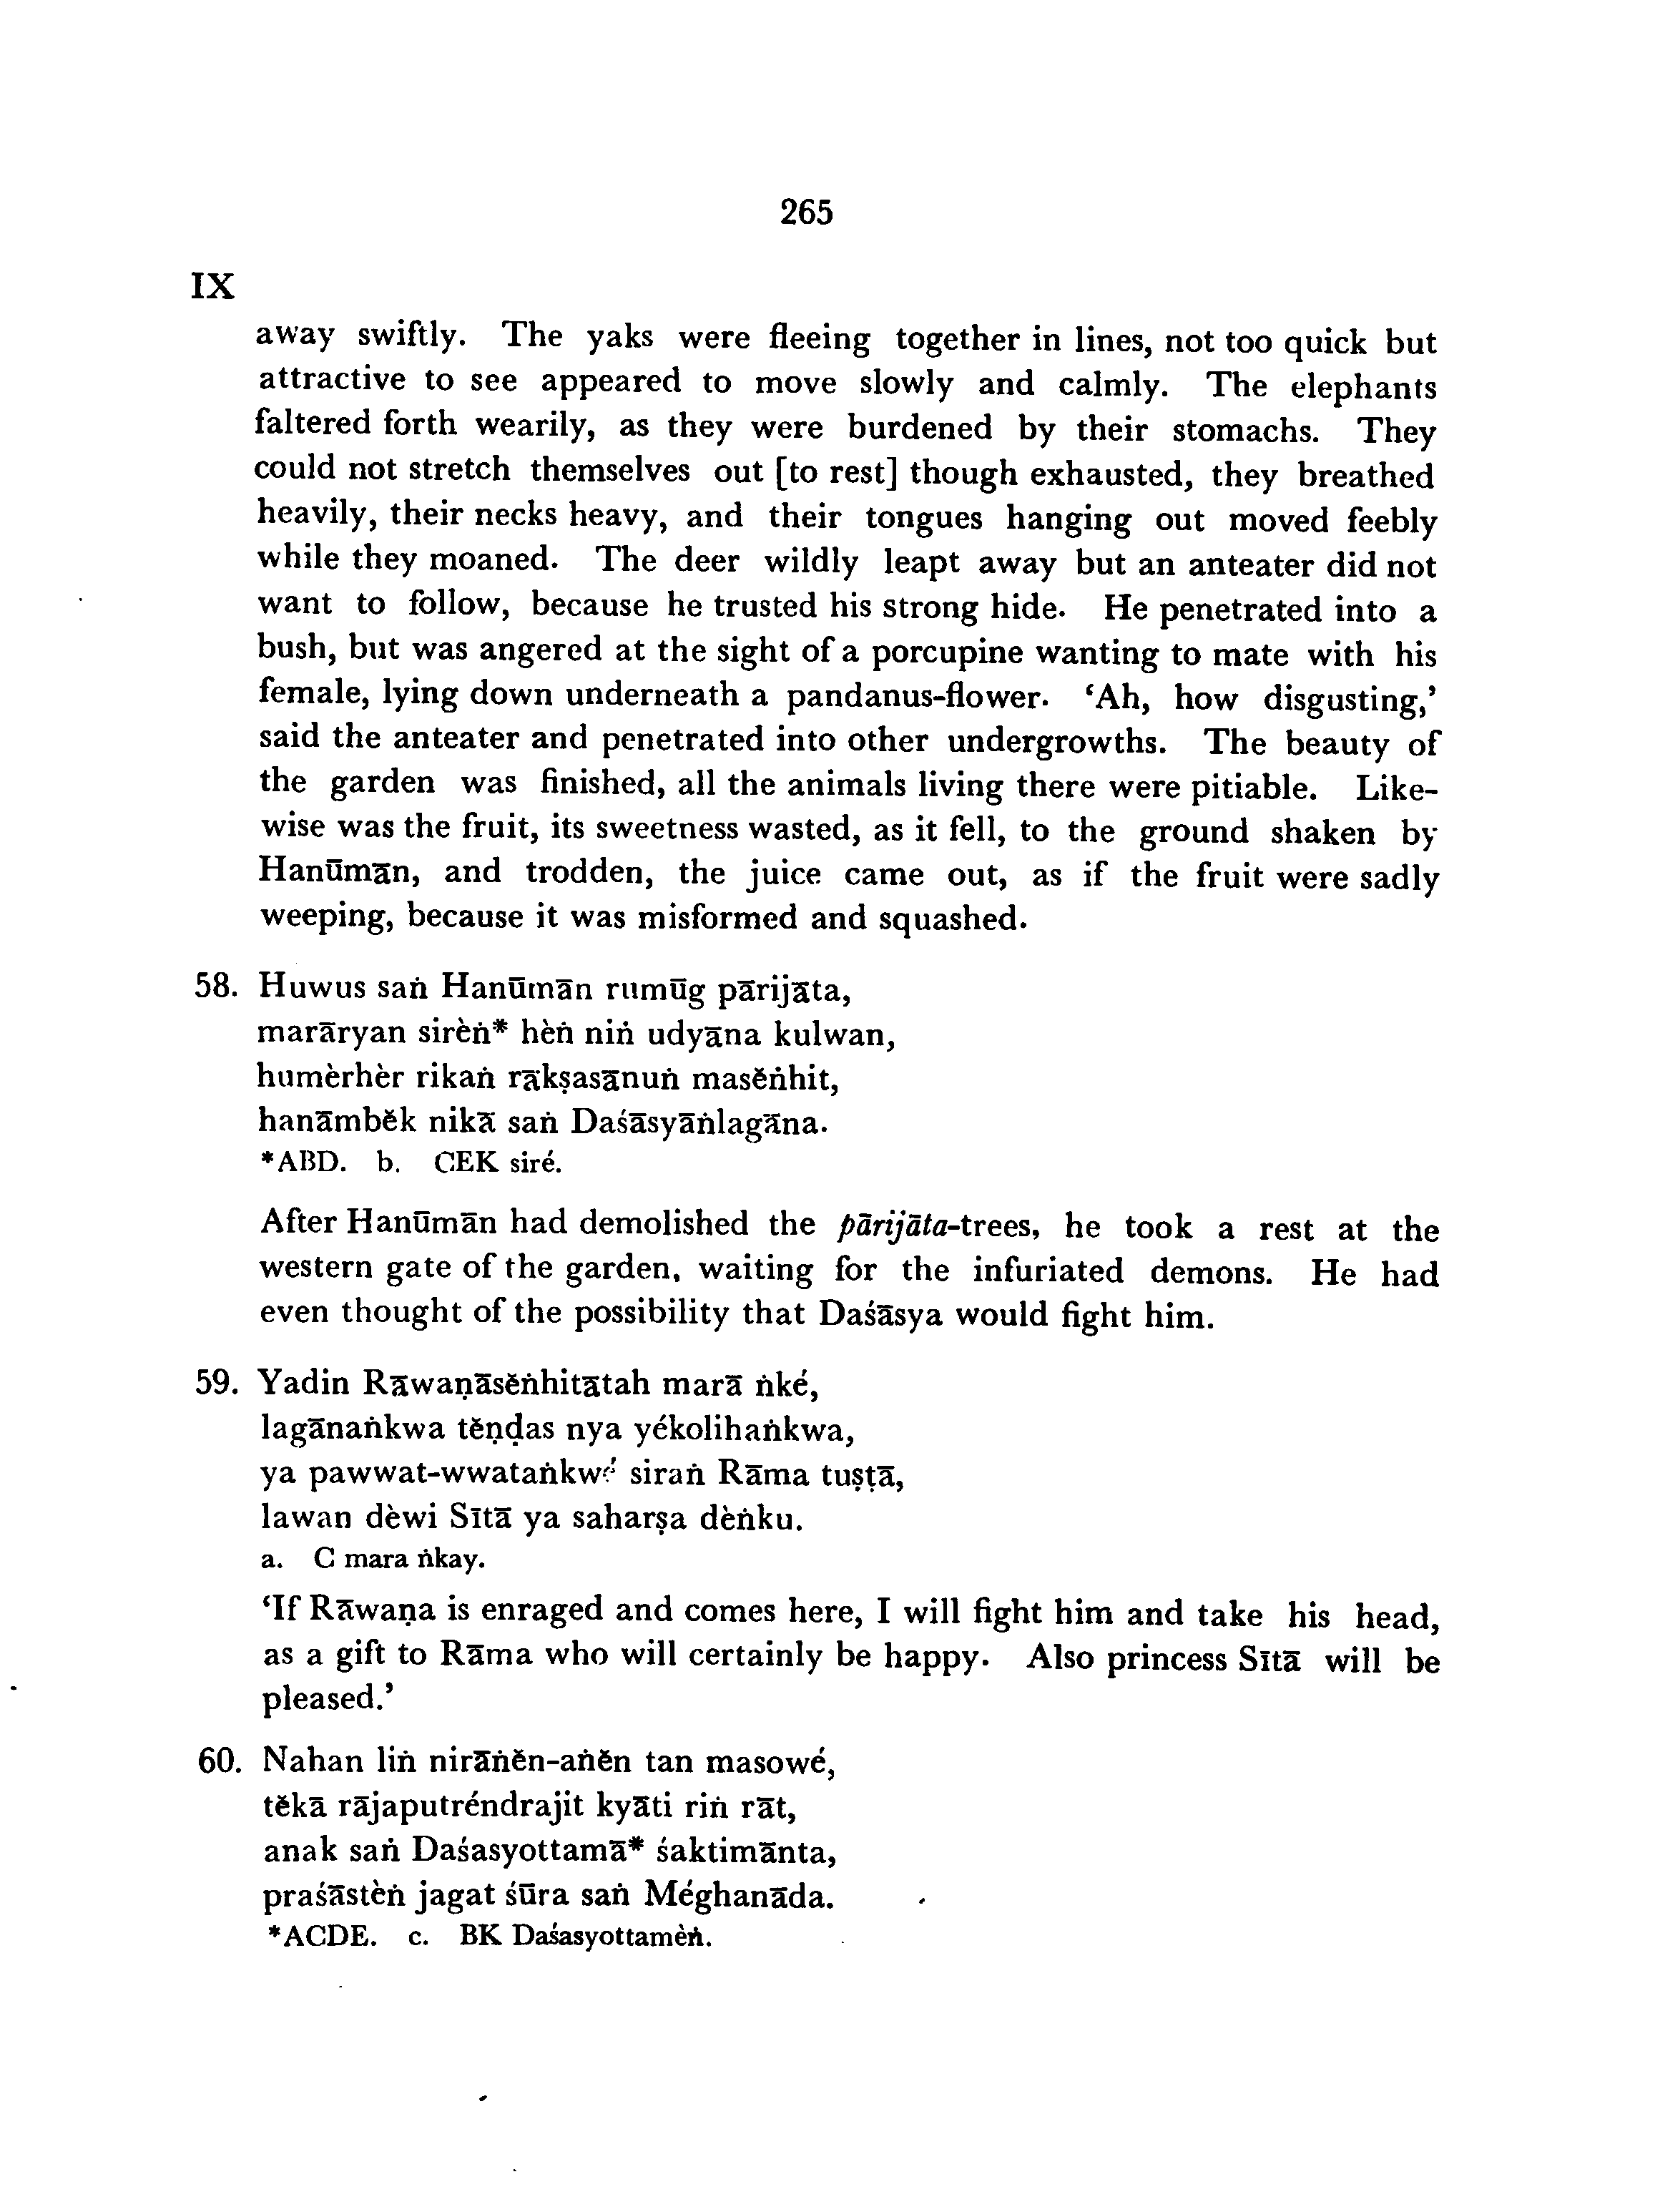 265
IX
away swiftly. The yaks were fleeing together in lines, not too quick but
attractive to see appeared to move slowly and calmly. The elephants
faltered forth wearily, as they were burdened by their stomachs. They
could not stretch themselves out [to rest] though exhausted, they breathed
heavily, their necks heavy, and their tongues hanging out moved feebly
while they moaned. The deer wildly leapt away but an anteater did not
want to follow, because he trusted his strong hide. He penetrated into a
bush, but was angered at the sight of a porcupine wanting to mate with his
female, lying down underneath a pandanus-flower. ‘Ah, how disgusting,’
said the anteater and penetrated into other undergrowths. The beauty of
the garden was finished, all the animals living there were pitiable. Like-
wise was the fruit, its sweetness wasted, as it fell, to the ground shaken by
Hanūmān, and trodden, the juice came out, as if the fruit were sadly
weeping, because it was misformed and squashed.
58. Huwus saṅ Hanūmān rumūg pārijāta,
marāryan sirèṅ* hèṅ niṅ udyāna kulwan,
humèrhèr rikaṅ rākṣasānuṅ masĕṅhit,
hanāmbĕk nikā saṅ Daśāsyāṅlagāna.
*ABD. b. CEK siré.
After Hanūmān had demolished the pārijāta-trees, he took a rest at the
western gate of the garden, waiting for the infuriated demons. He had
even thought of the possibility that Daśāsya would fight him.
59. Yadin Rāwaṇāsĕṅhitātah marā ṅké,
lagānaṅkwa tĕṇḍas nya yékolihaṅkwa,
ya pawwat-wwataṅkwé siraṅ Rāma tuṣṭā,
lawan dèwi Sītā ya saharṣa dèṅku.
a. C mara ṅkay.
‘If Rāwaṇa is enraged and comes here, I will fight him and take his head,
as a gift to Rāma who will certainly be happy. Also princess Sītā will be
pleased.’
60. Nahan liṅ nirāṅĕn-aṅĕn tan masowé,
tĕkā rājaputréndrajit kyāti riṅ rāt,
anak saṅ Daśasyottamā* śaktimānta,
praśāstèṅ jagat śūra saṅ Méghanāda.
*ACDE. c. BK Daśasyottamèṅ.